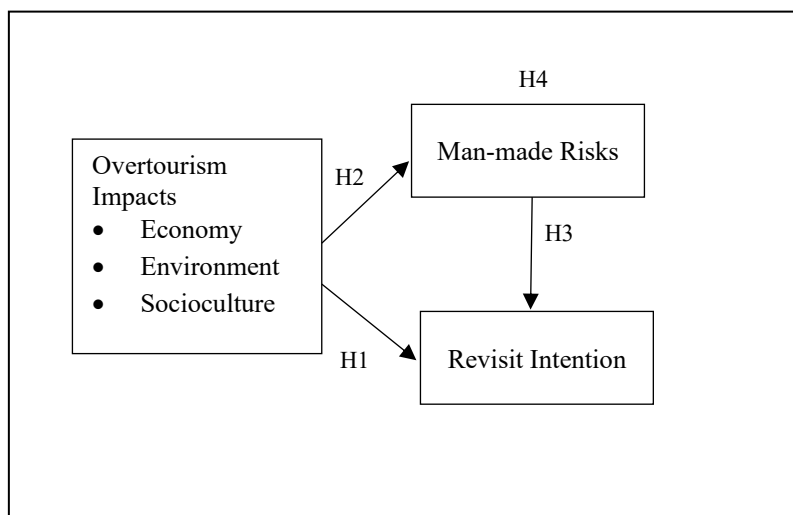 H4
Man-made Risks
Overtourism
Impacts
• Economy
• Environment
• Socioculture
H2
H3
H1
Revisit Intention